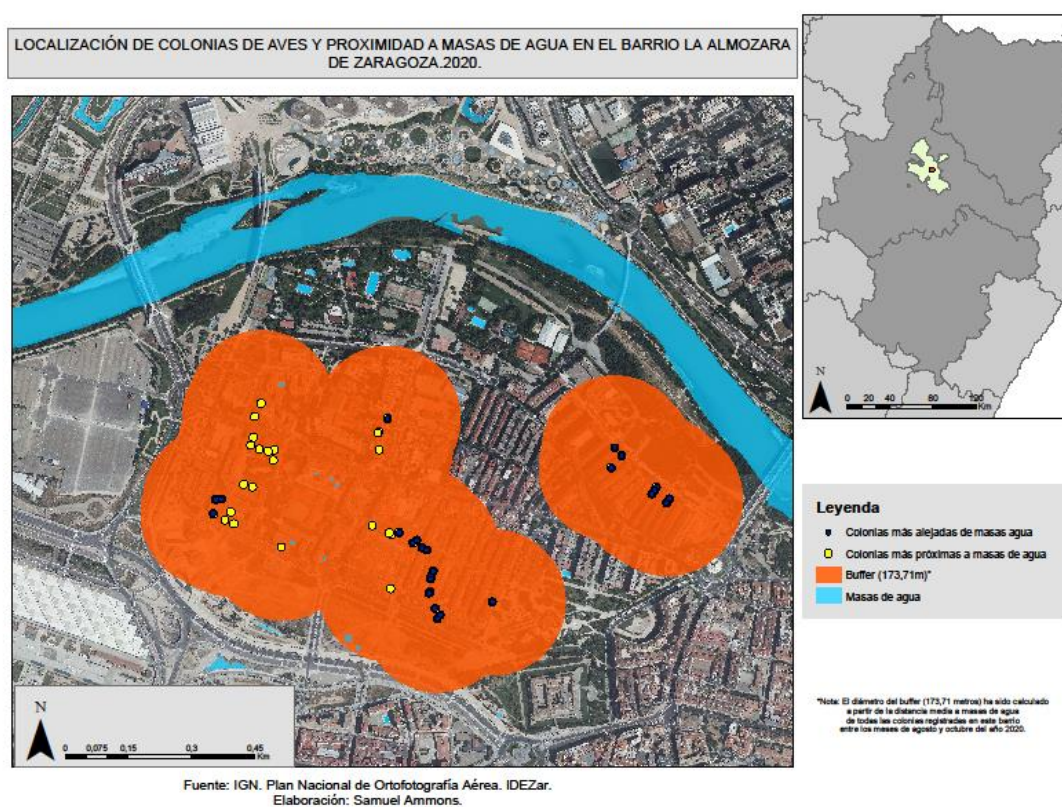 LOCALIZACIÓN DE COLONIAS DE AVES Y PROXIMIDAD A MASAS DE AGUA EN EL BARRIO LA ALMOZARA
DE ZARAGOZA.2020.
N
0 20 40 80 120
Km
Leyenda
Colonias más alejadas de masas agua
Colonias más próximas a masas de agua
Buffer (173,71m)*
Masas de agua
*Nota: El diámetro del buffer (173,71 metros) ha sido calculado
a partir de la distancia media a masas de agua
de todas las colonias registradas en este barrio
entre los meses de agosto y octubre del año 2020.
N
0 0,075 0,15 0,3 0,45
Km
Fuente: IGN. Plan Nacional de Ortofotografía Aérea. IDEZar.
Elaboración: Samuel Ammons.